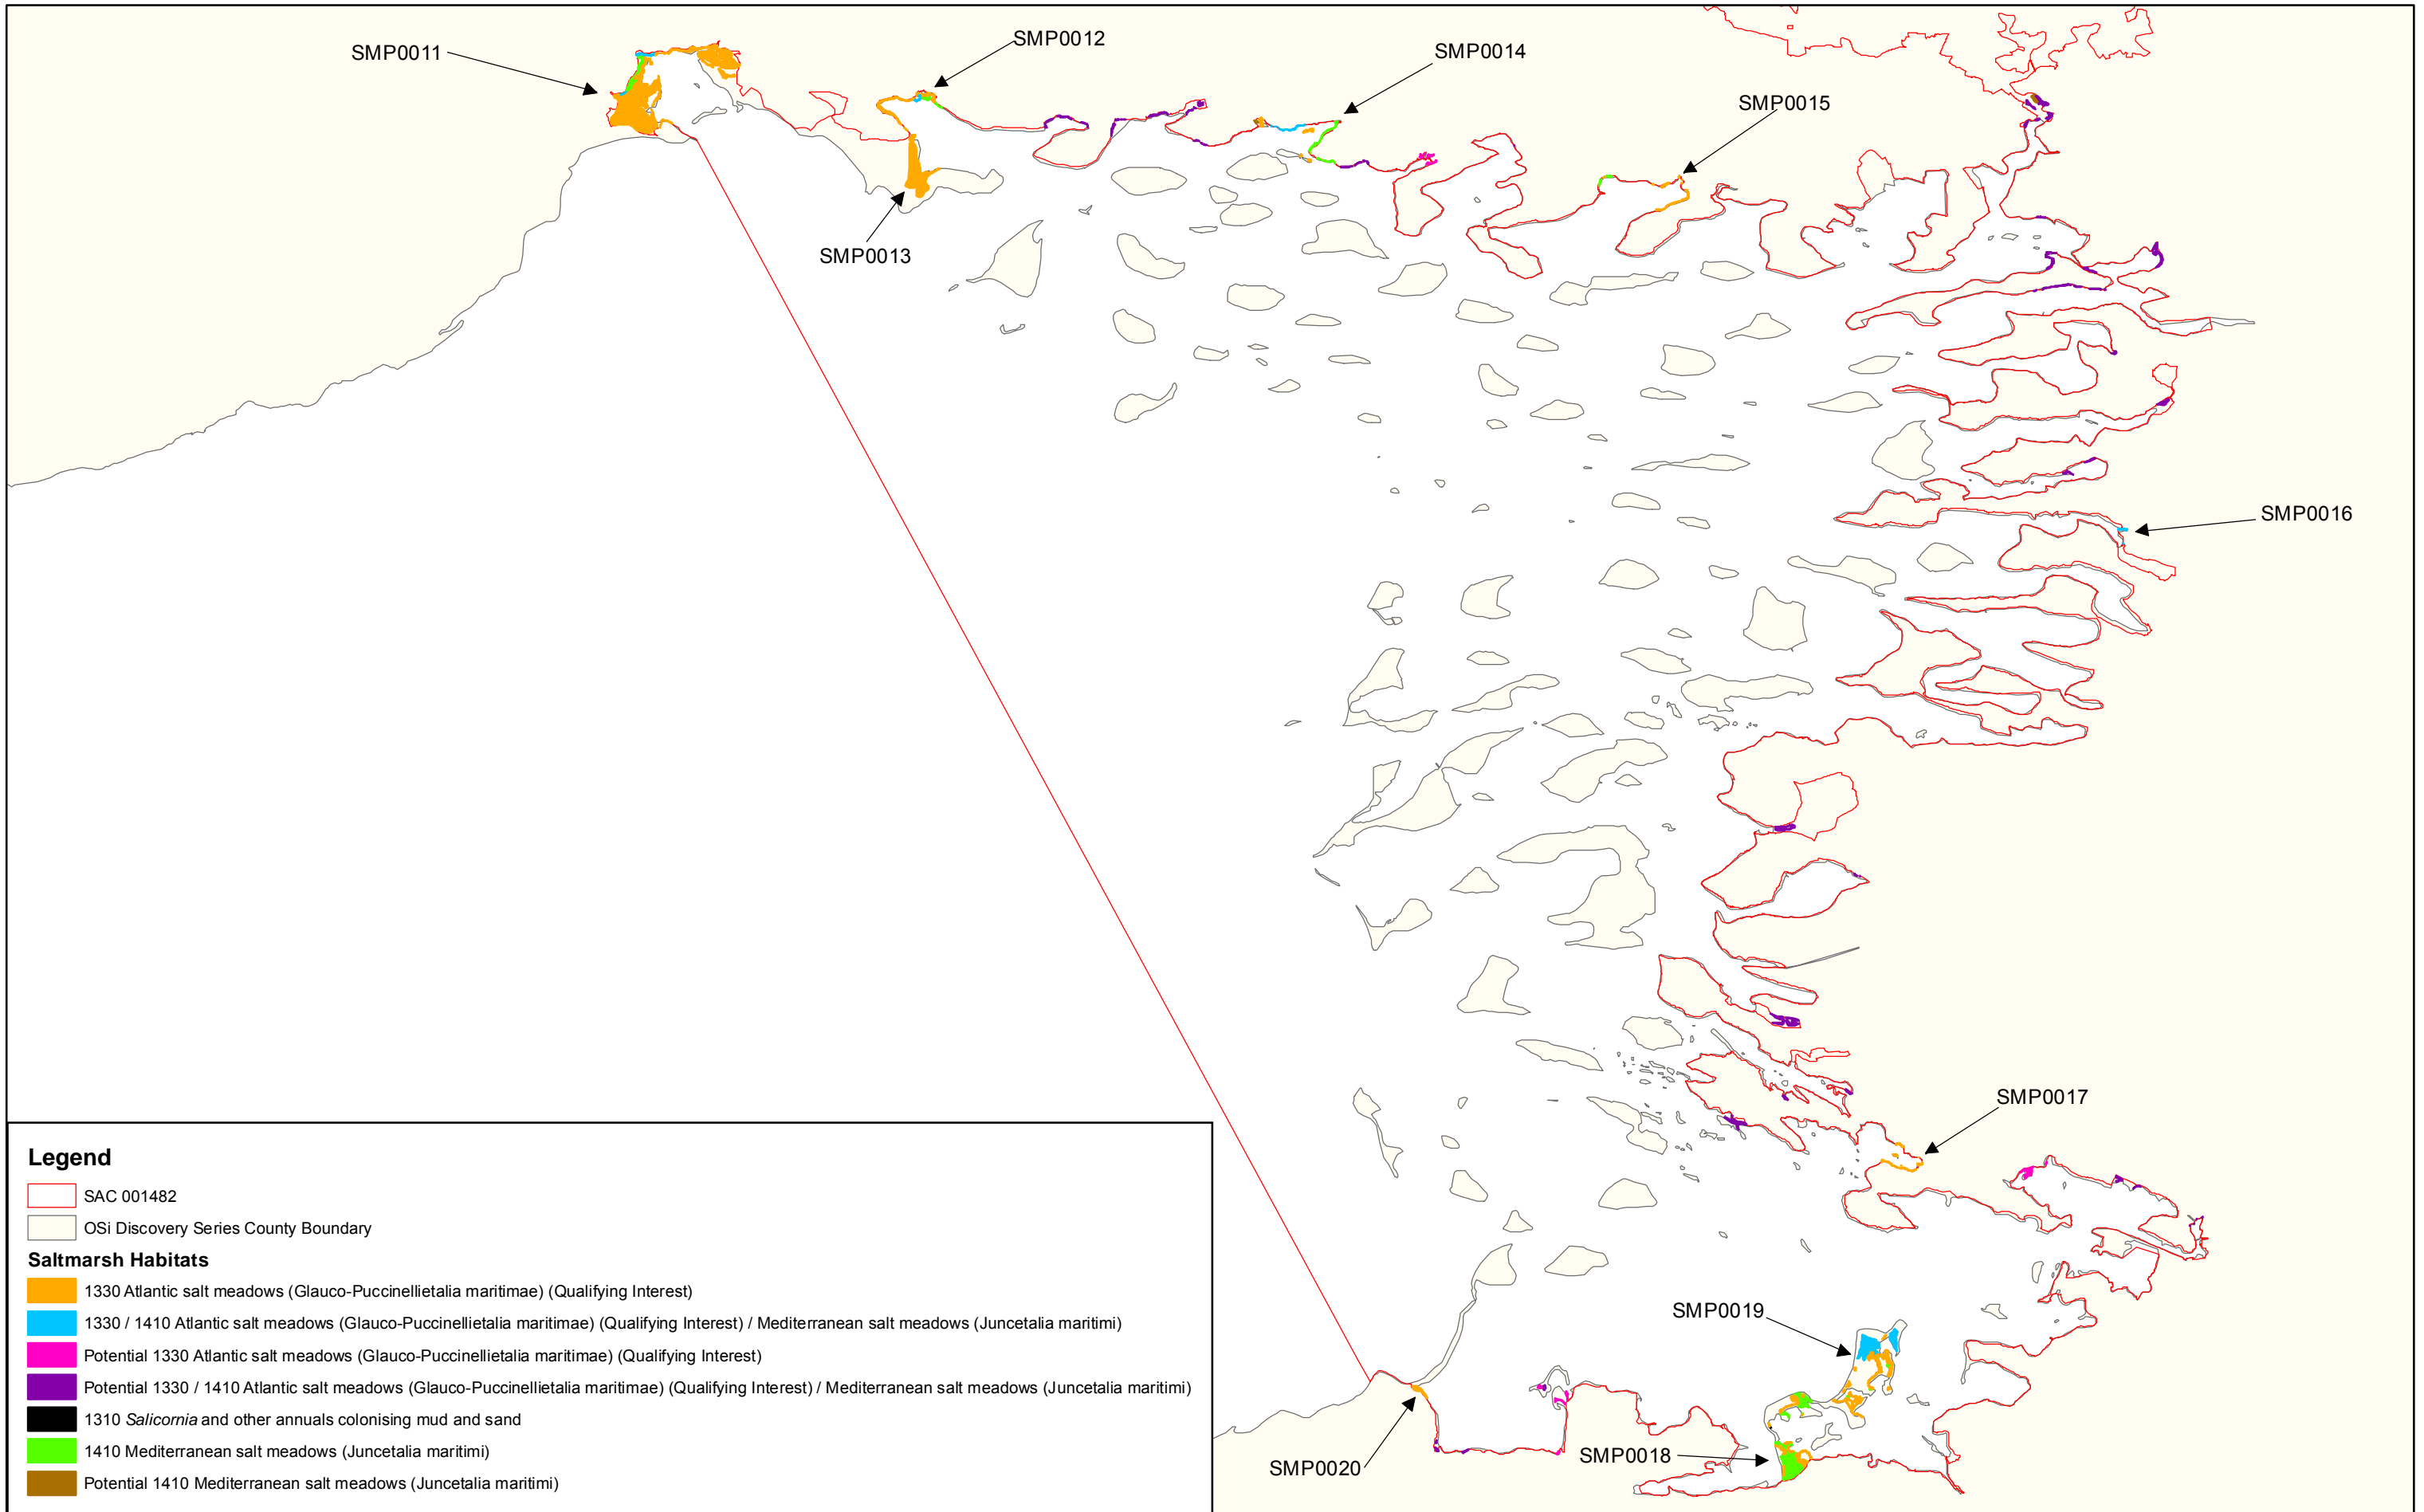 SMP0011
SMP0012
SMP0014
SMP0015
SMP0013
SMP0016
SMP0017
SMP0019
SMP0018
SMP0020
Legend
SAC 001482
OSi Discovery Series County Boundary
Saltmarsh Habitats
1330 Atlantic salt meadows (Glauco-Puccinellietalia maritimae) (Qualifying Interest)
1330 / 1410 Atlantic salt meadows (Glauco-Puccinellietalia maritimae) (Qualifying Interest) / Mediterranean salt meadows (Juncetalia maritimi)
Potential 1330 Atlantic salt meadows (Glauco-Puccinellietalia maritimae) (Qualifying Interest)
Potential 1330 / 1410 Atlantic salt meadows (Glauco-Puccinellietalia maritimae) (Qualifying Interest) / Mediterranean salt meadows (Juncetalia maritimi)
1310 Salicornia and other annuals colonising mud and sand
1410 Mediterranean salt meadows (Juncetalia maritimi)
Potential 1410 Mediterranean salt meadows (Juncetalia maritimi)